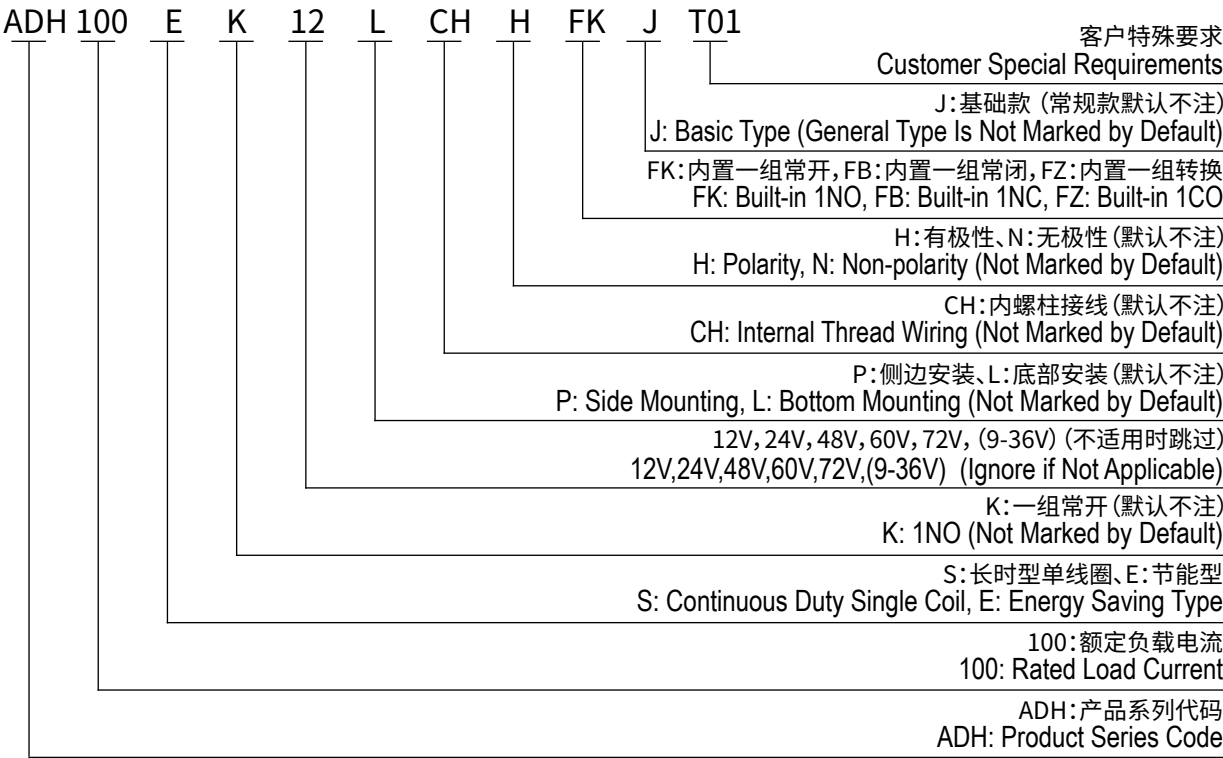 ADH 100 E K 12 L CH H FK J T01
客户特殊要求
Customer Special Requirements
J：基础款（常规款默认不注）
J: Basic Type (General Type Is Not Marked by Default)
FK：内置一组常开，FB：内置一组常闭，FZ：内置一组转换
FK: Built-in 1NO, FB: Built-in 1NC, FZ: Built-in 1CO
H：有极性、N：无极性（默认不注）
H: Polarity, N: Non-polarity (Not Marked by Default)
CH：内螺柱接线（默认不注）
CH: Internal Thread Wiring (Not Marked by Default)
P：侧边安装、L：底部安装（默认不注）
P: Side Mounting, L: Bottom Mounting (Not Marked by Default)
12V，24V，48V，60V，72V，(9-36V)（不适用时跳过）
12V,24V,48V,60V,72V,(9-36V) (Ignore if Not Applicable)
K：一组常开（默认不注）
K: 1NO (Not Marked by Default)
S：长时型单线圈、E：节能型
S: Continuous Duty Single Coil, E: Energy Saving Type
100：额定负载电流
100: Rated Load Current
ADH：产品系列代码
ADH: Product Series Code